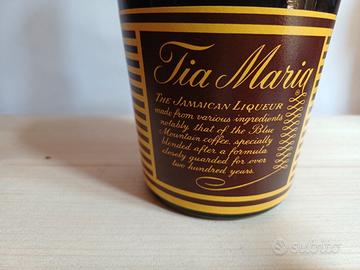 Tia Maria
THE JAMAICAN LIQUEUR
made from various ingredients
notably that of the Blue
Mountain coffee, specially
blended after a formula
closely guarded for over
two hundred years.
subito